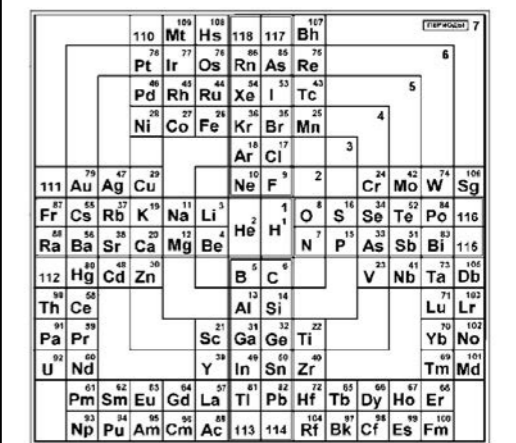 109 108 107 ПЕРИОДЫ 7
110 Mt Hs 118 117 Bh
78 77 76 86 85 75 6
Pt Ir Os Rn As Re
46 45 44 54 53 43 5
Pd Rh Ru Xe I Tc
28 27 26 36 35 25 4
Ni Co Fe Kr Br Mn
18 17 3
Ar Cl
79 47 29 10 9 2 24 42 74 106
111 Au Ag Cu Ne F Cr Mo W Sg
87 55 37 19 11 3 1 8 16 34 52 84
Fr Cs Rb K Na Li O S Se Te Po 116
2 1
He H
88 56 38 20 12 4 7 15 33 51 83
Ra Ba Sr Ca Mg Be N P As Sb Bi 115
80 48 30 5 6 23 41 73 105
112 Hg Cd Zn B C V Nb Ta Db
90 58 13 14 71 103
Th Ce Al Si Lu Lr
91 59 21 31 32 22 70 102
Pa Pr Sc Ga Ge Ti Yb No
92 60 39 49 50 40 69 101
U Nd Y In Sn Zr Tm Md
61 62 63 64 57 81 82 72 65 66 67 68
Pm Sm Eu Gd La Tl Pb Hf Tb Dy Ho Er
93 94 95 96 89 104 97 98 99 100
Np Pu Am Cm Ac 113 114 Rf Bk Cf Es Fm